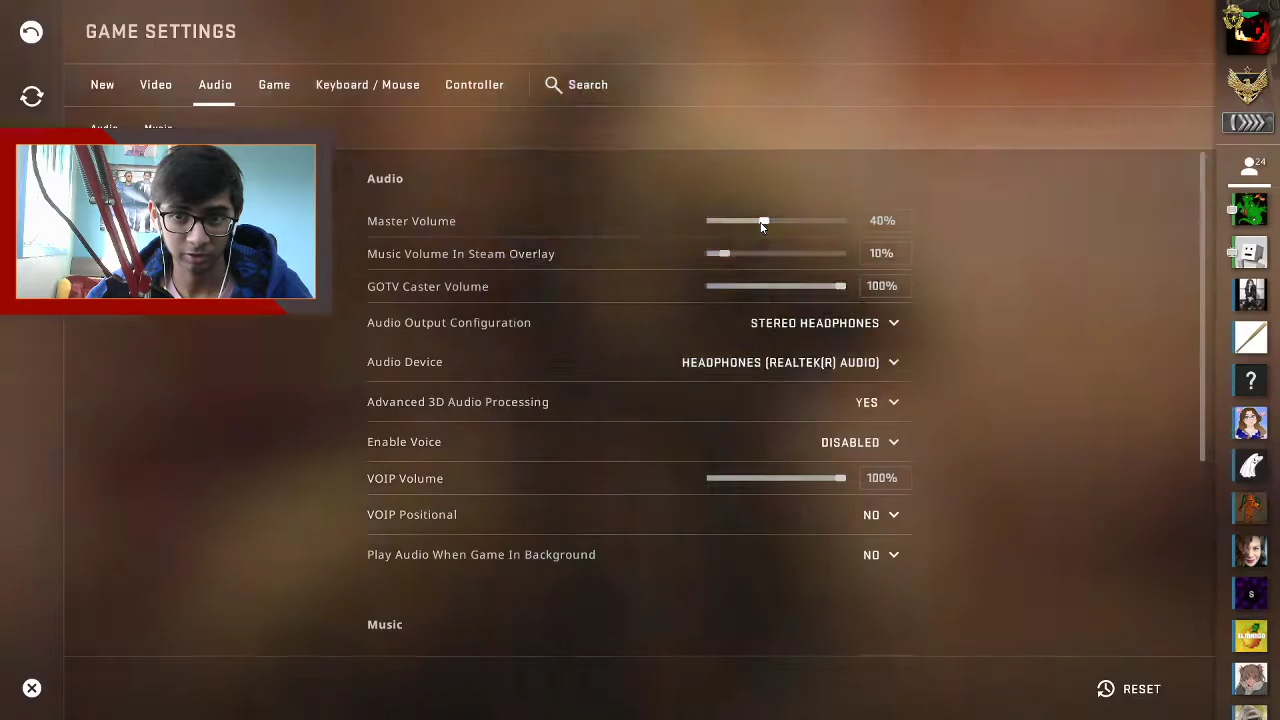 GAME SETTINGS
New Video Audio Game Keyboard / Mouse Controller Search
Audio Music
24
Audio
Master Volume 40%
Music Volume In Steam Overlay 10%
GOTV Caster Volume 100%
Audio Output Configuration STEREO HEADPHONES
Audio Device HEADPHONES (REALTEK(R) AUDIO)
Advanced 3D Audio Processing YES
Enable Voice DISABLED
VOIP Volume 100%
VOIP Positional NO
Play Audio When Game In Background NO
?
S
Music
RESET